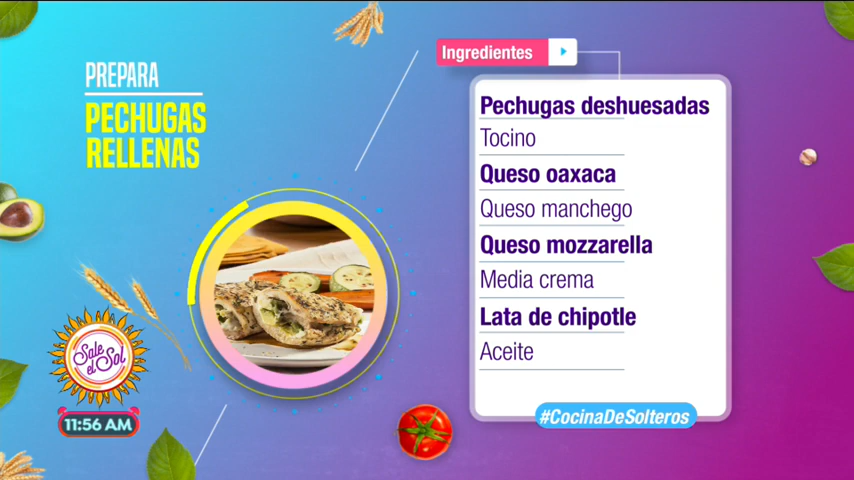 PREPARA
PECHUGAS
RELLENAS
Ingredientes
Pechugas deshuesadas
Tocino
Queso oaxaca
Queso manchego
Queso mozzarella
Media crema
Lata de chipotle
Aceite
#CocinaDeSolteros
Sale
el Sol
11:56 AM